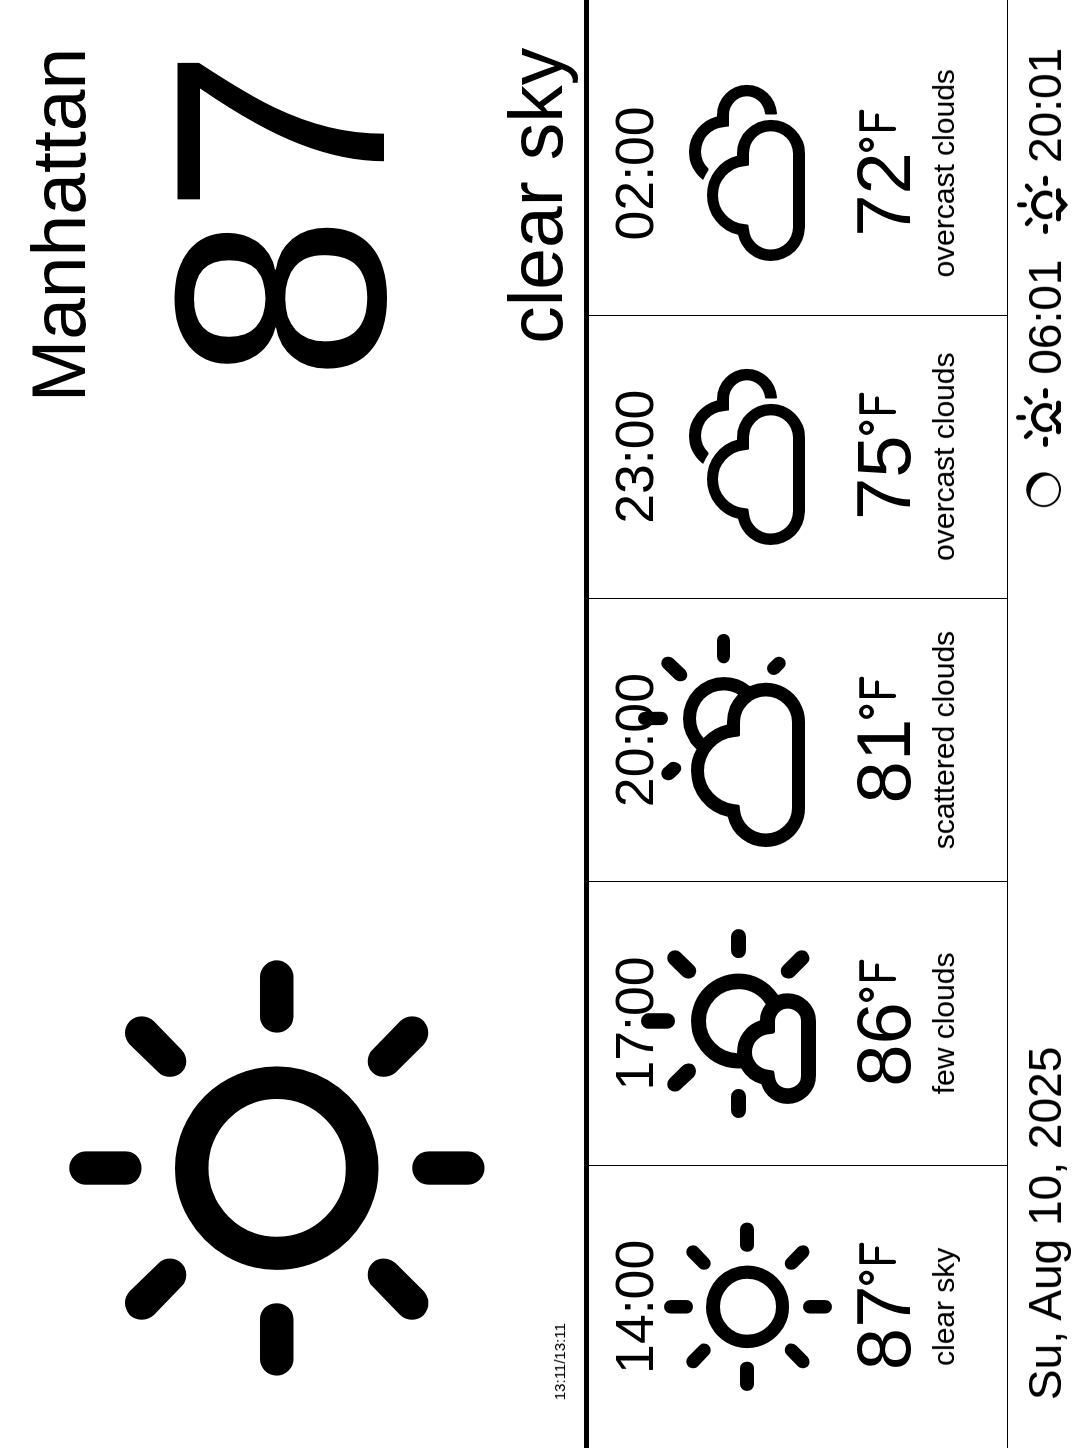 Manhattan
87
clear sky
13:11/13:11
14:00
87°F
clear sky
17:00
86°F
few clouds
20:00
81°F
scattered clouds
23:00
75°F
overcast clouds
02:00
72°F
overcast clouds
Su, Aug 10, 2025 06:01 20:01